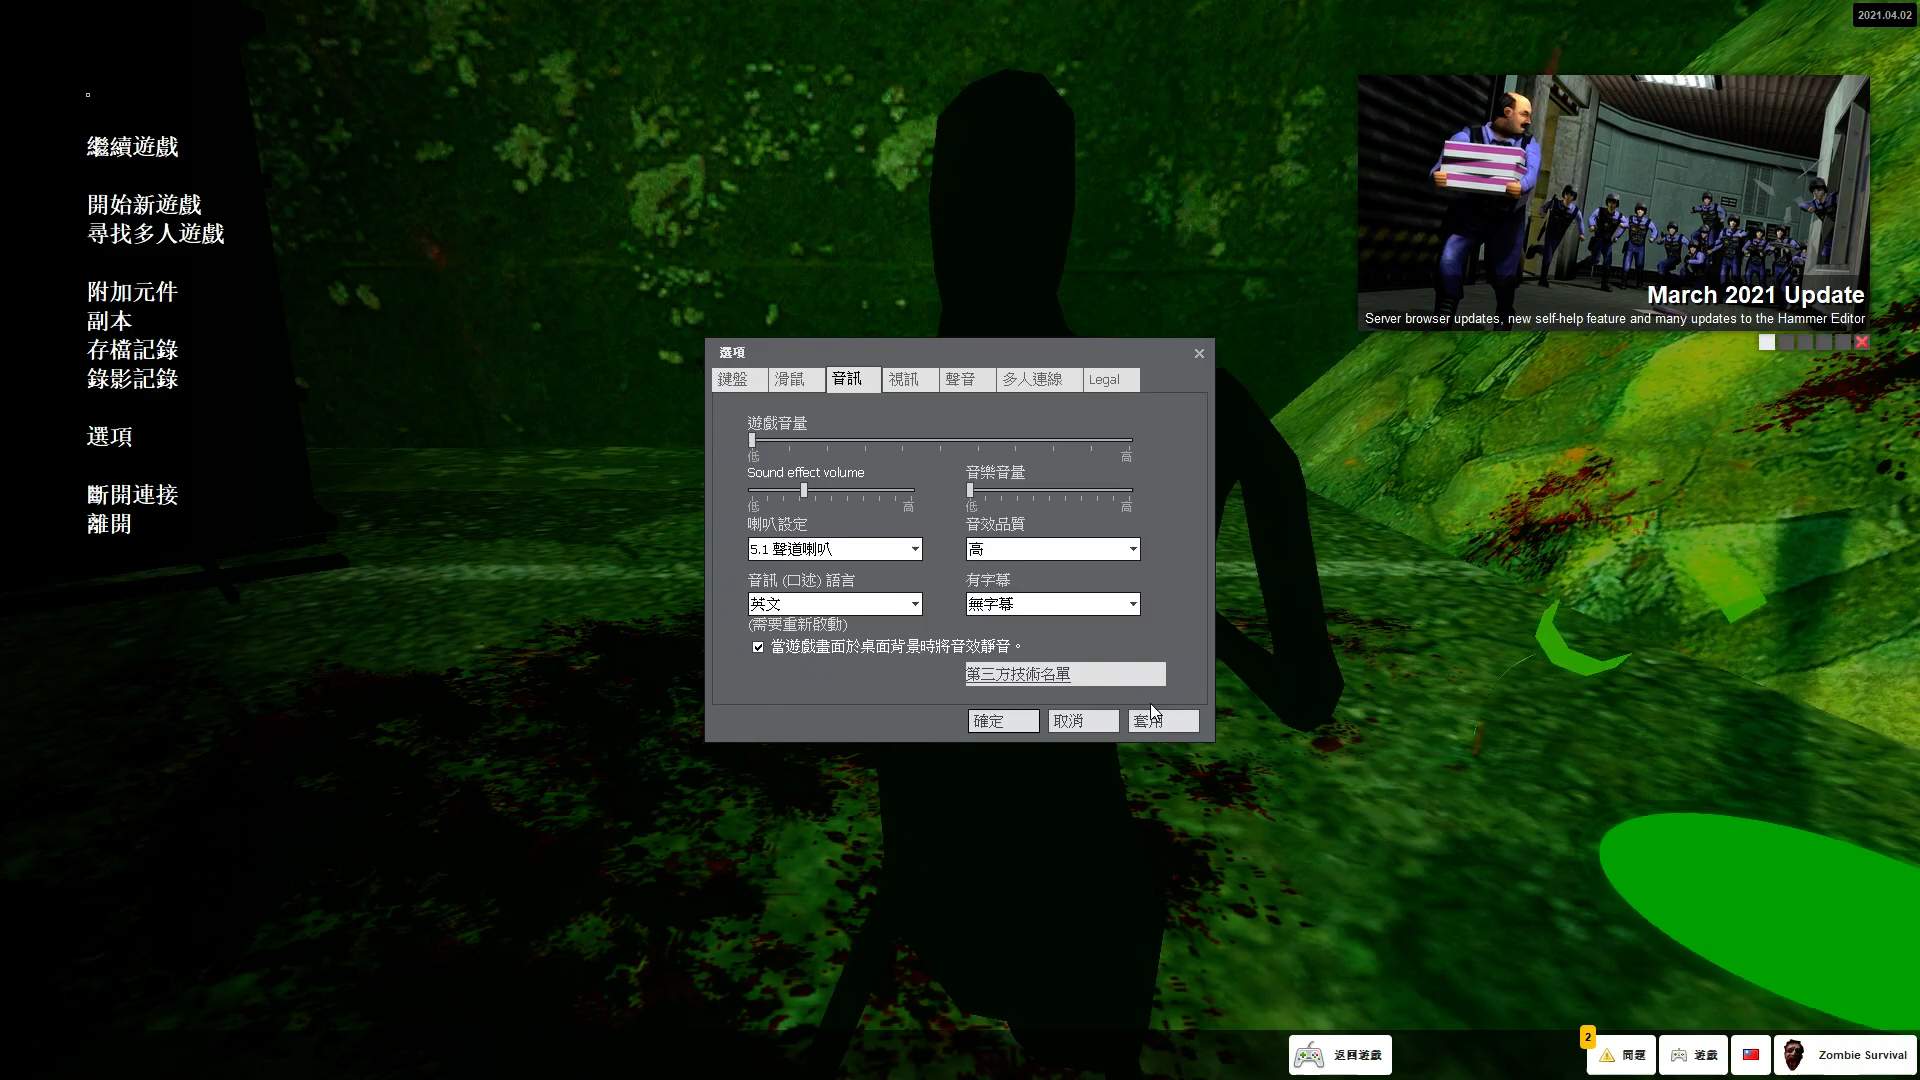 2021.04.02
繼續遊戲
開始新遊戲
尋找多人遊戲
附加元件
副本
存檔記錄
錄影記錄
選項
斷開連接
離開
March 2021 Update
Server browser updates, new self-help feature and many updates to the Hammer Editor
選項
鍵盤 滑鼠 音訊 視訊 聲音 多人連線 Legal
遊戲音量
低 高
Sound effect volume 音樂音量
低 高 低 高
喇叭設定 音效品質
5.1 聲道喇叭 高
音訊 (口述) 語言 有字幕
英文 無字幕
(需要重新啟動)
當遊戲畫面於桌面背景時將音效靜音。
第三方技術名單
確定 取消 套用
返回遊戲
2
問題 遊戲 Zombie Survival